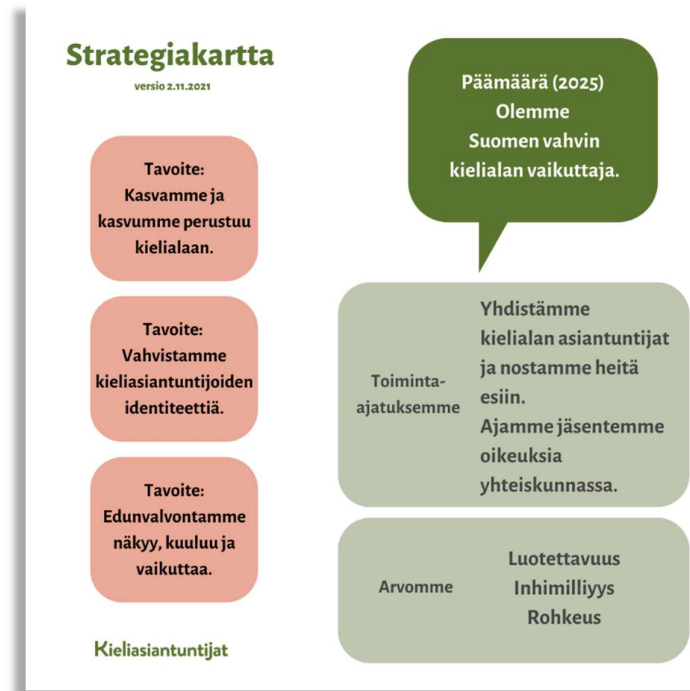 Strategiakartta
versio 2.11.2021
Tavoite:
Kasvamme ja
kasvumme perustuu
kielialaan.
Tavoite:
Vahvistamme
kieliasiantuntijoiden
identiteettiä.
Tavoite:
Edunvalvontamme
näkyy, kuuluu ja
vaikuttaa.
Kieliasiantuntijat
Päämäärä (2025)
Olemme
Suomen vahvin
kielialan vaikuttaja.
Toiminta-
ajatuksemme
Yhdistämme
kielialan asiantuntijat
ja nostamme heitä
esiin.
Ajamme jäsentemme
oikeuksia
yhteiskunnassa.
Arvomme
Luotettavuus
Inhimilliyys
Rohkeus